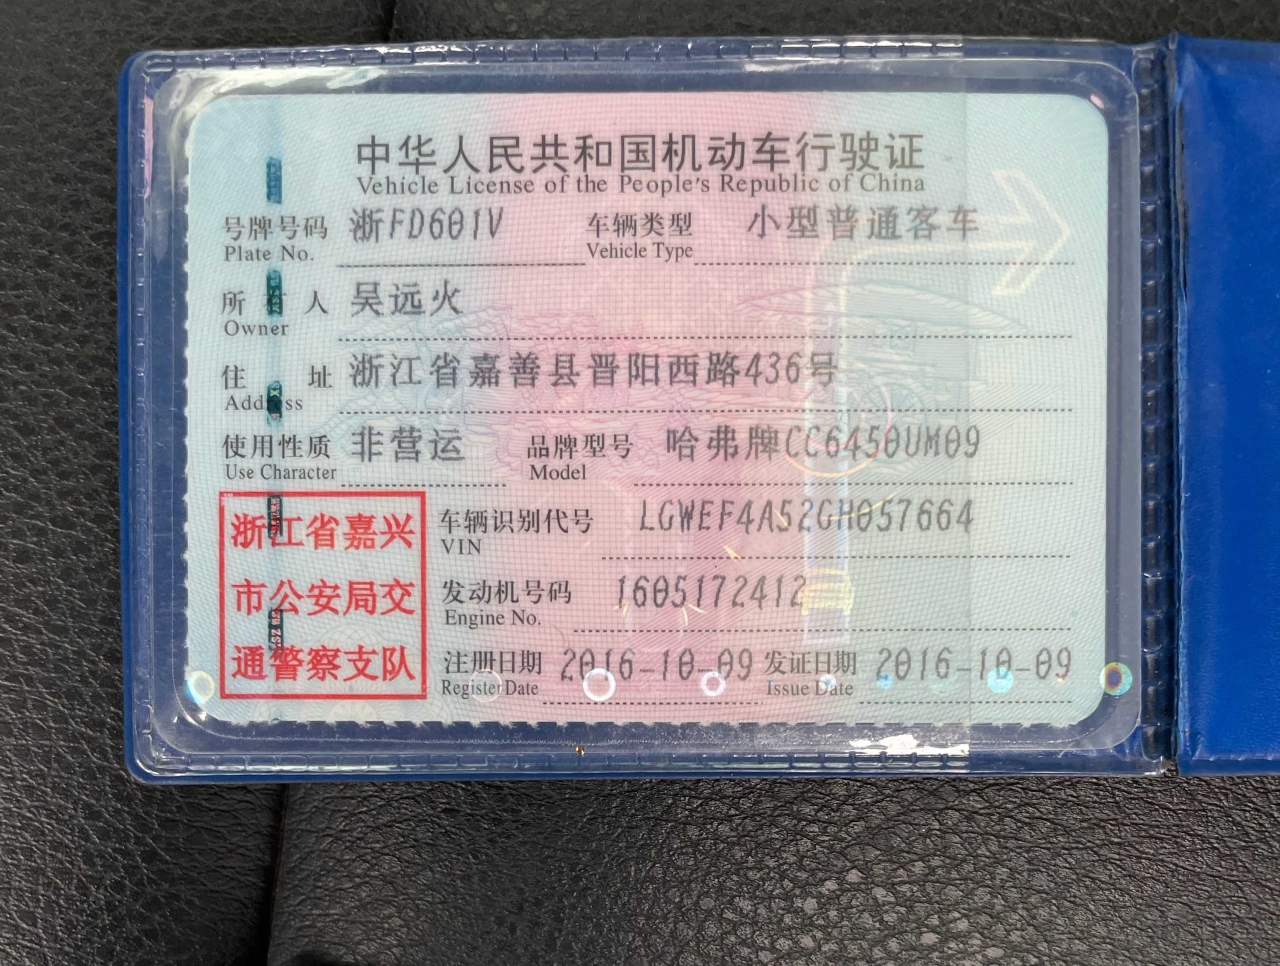 中华人民共和国机动车行驶证
Vehicle License of the People's Republic of China
号牌号码 浙FD601V 车辆类型 小型普通客车
Plate No. Vehicle Type
所有人 吴远火
Owner
住址 浙江省嘉善县晋阳西路436号
Address
使用性质 非营运 品牌型号 哈弗牌CC6450UM09
Use Character Model
浙江省嘉兴
市公安局交
通警察支队
车辆识别代号 LGWEF4A52GH057664
VIN
发动机号码 1605172412
Engine No.
注册日期 2016-10-09 发证日期 2016-10-09
Register Date Issue Date